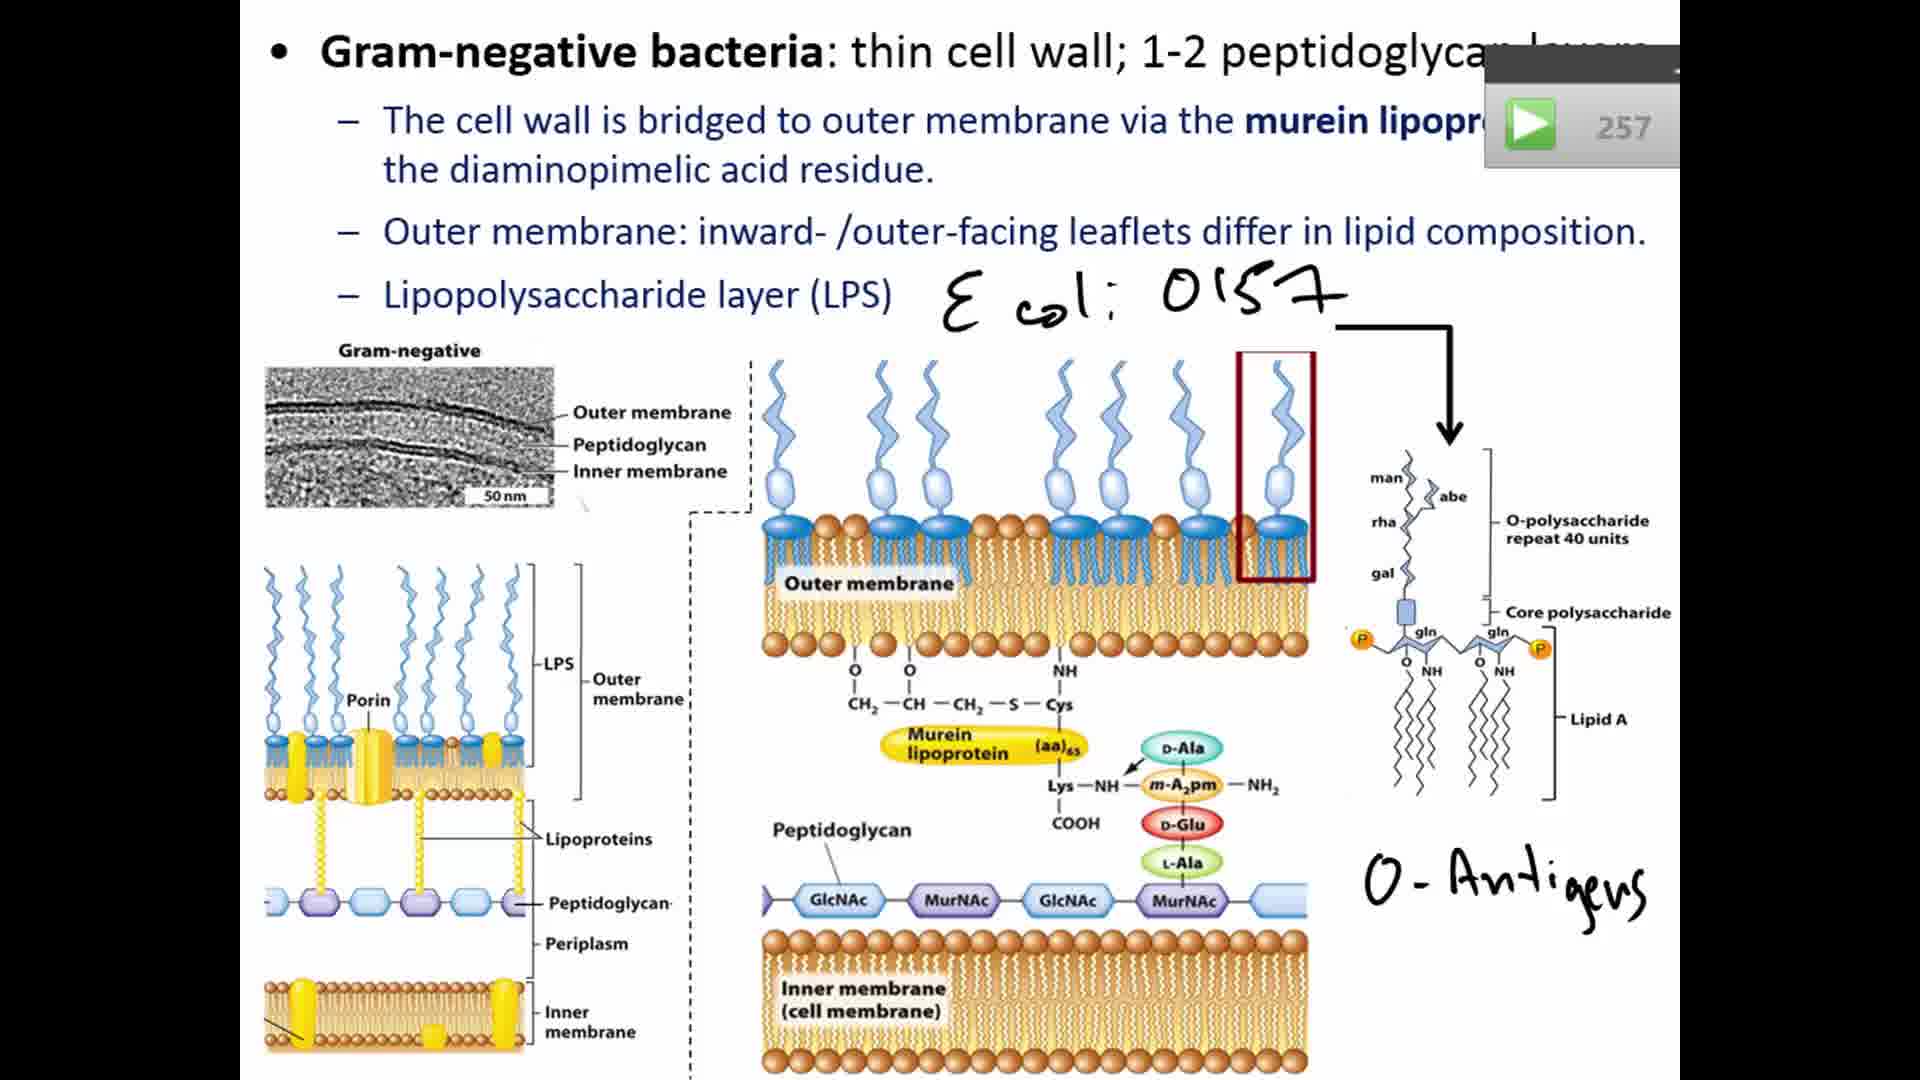 • Gram-negative bacteria: thin cell wall; 1-2 peptidoglycan layers
– The cell wall is bridged to outer membrane via the murein
the diaminopimelic acid residue.
– Outer membrane: inward- /outer-facing leaflets differ in lipid composition.
– Lipopolysaccharide layer (LPS)
257
E coli: O157
Gram-negative
Outer membrane
Peptidoglycan
Inner membrane
50 nm
LPS
Outer
membrane
Porin
Lipoproteins
Peptidoglycan
Periplasm
Inner
membrane
Outer membrane
O O NH
CH₂ — CH — CH₂ — S — Cys
Murein
lipoprotein
(aa)₆₅
Lys — NH
COOH
D-Ala
m-A₂pm — NH₂
D-Glu
L-Ala
Peptidoglycan
GlcNAc MurNAc GlcNAc MurNAc
Inner membrane
(cell membrane)
man
abe
rha
gal
O-polysaccharide
repeat 40 units
Core polysaccharide
gln gln
P P
O NH O NH
Lipid A
O-Antigens